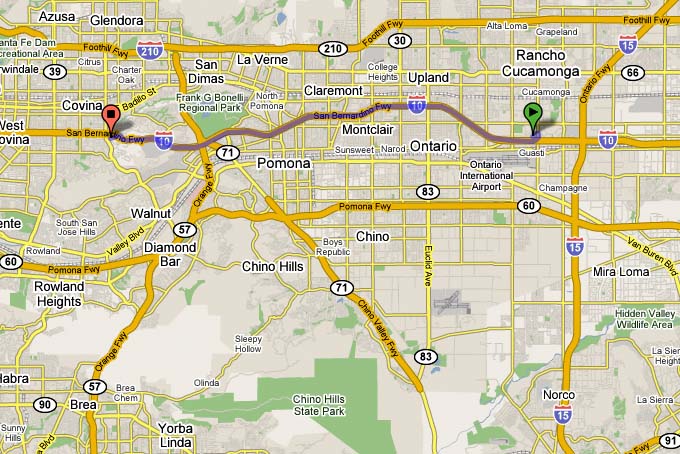 Azusa
Glendora
Foothill Fwy
15
Santa Fe Dam
Recreational Area
Foothill Fwy
210
210
Foothill Fwy
30
Citrus
La Verne
Rancho
Cucamonga
Irwindale
39
Charter
Oak
San
Dimas
College
Heights
Upland
Ontario Fwy
66
Claremont
Cucamonga
Covina
Badillo St
Frank G Bonelli
Regional Park
North
Pomona
10
West
Covina
San Bernardino Fwy
San Bernardino Fwy
Montclair
10
10
71
Sunsweet
Narod
Ontario
Guasti
Pomona
Ontario
International
Airport
Orange Fwy
83
Champagne
Walnut
Pomona Fwy
60
South San
Jose Hills
57
Valley Blvd
Rowland
Diamond
Bar
Boys
Republic
Chino
15
Van Buren Blvd
60
Pomona Fwy
Chino Hills
Euclid Ave
Mira Loma
Rowland
Heights
71
Chino Valley Fwy
Hidden Valley
Wildlife Area
Orange Fwy
Sleepy
Hollow
83
La Sierra
Heights
Habra
57
Brea
Chem
Olinda
Chino Hills
State Park
Norco
La Sierra
90
Brea
15
Sunny
Hills
Yorba
Linda
91